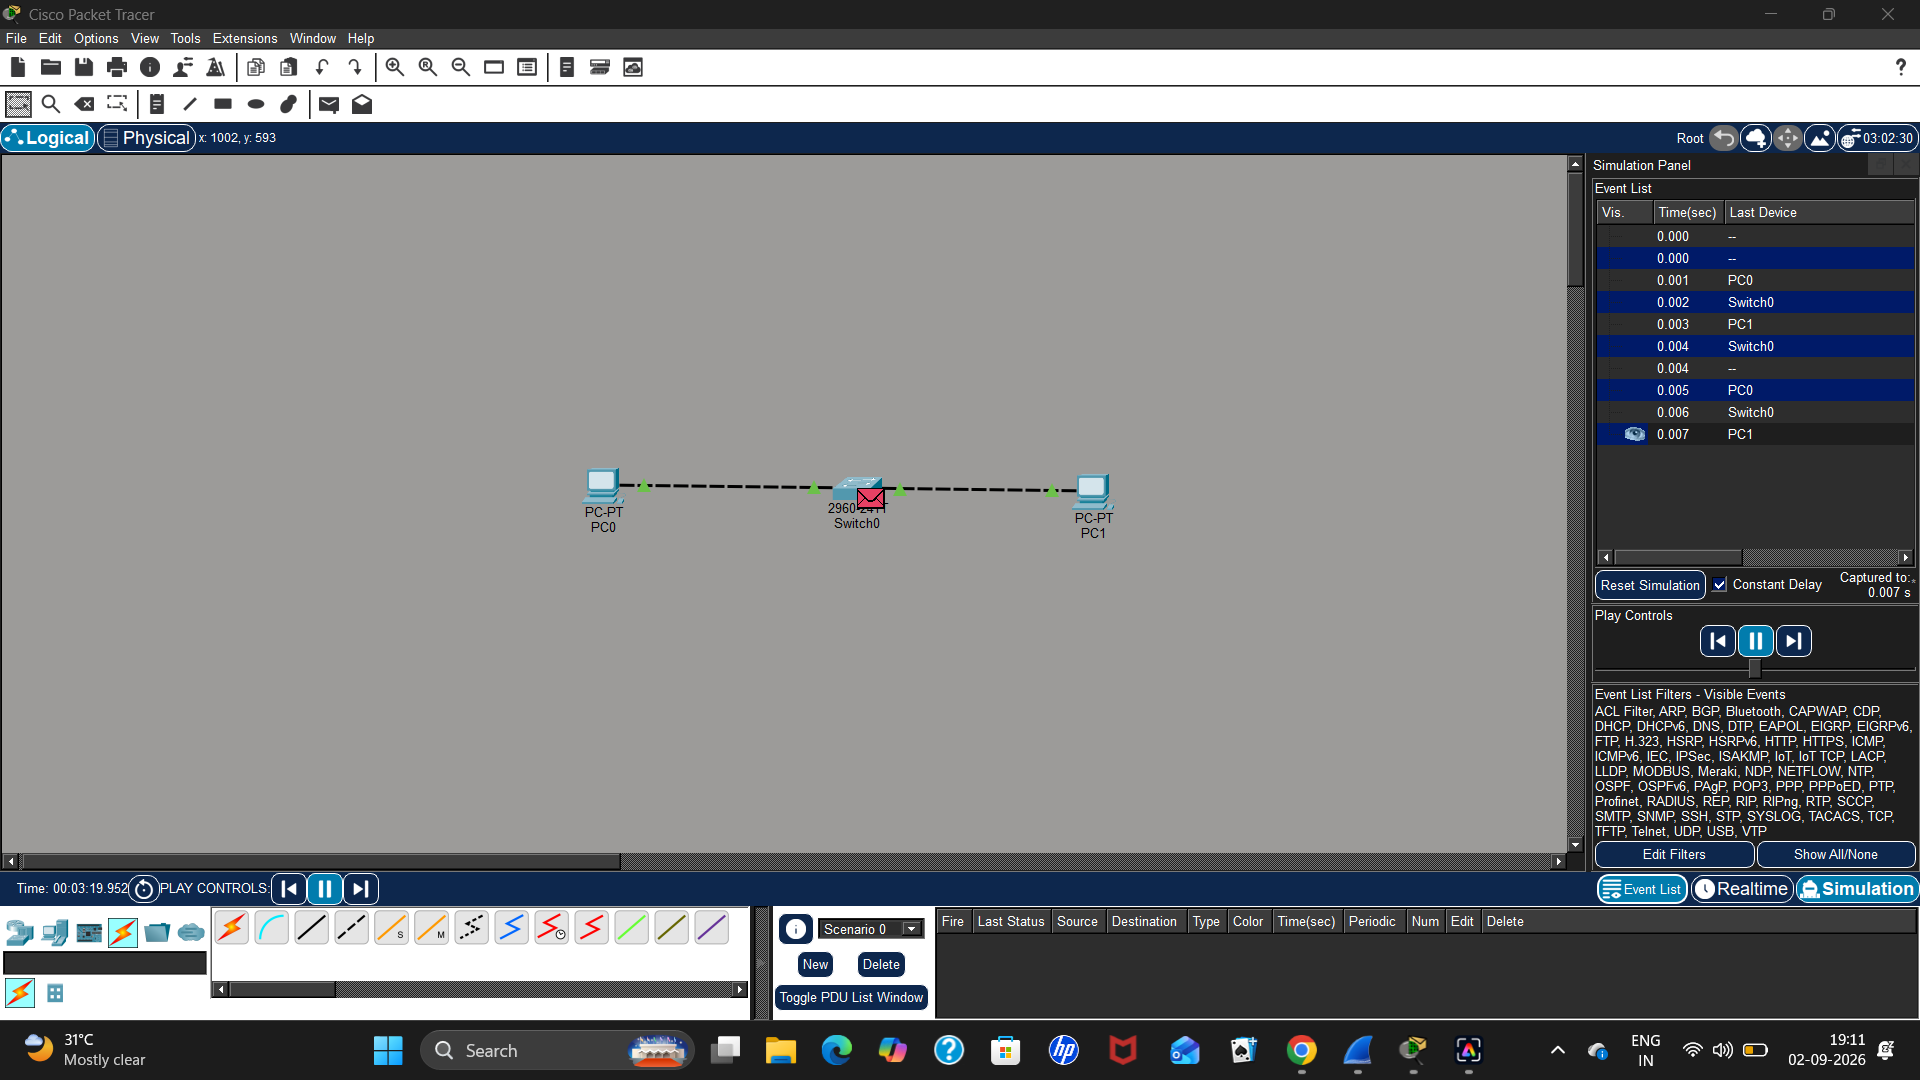 Cisco Packet Tracer
File Edit Options View Tools Extensions Window Help
?
Logical Physical x: 1002, y: 593
Root 03:02:30
Simulation Panel
Event List
Vis. Time(sec) Last Device
0.000 --
0.000 --
0.001 PC0
0.002 Switch0
0.003 PC1
0.004 Switch0
0.004 --
0.005 PC0
0.006 Switch0
0.007 PC1
PC-PT
PC0
Switch0
PC-PT
PC1
Reset Simulation Constant Delay Captured to:
0.007 s
Play Controls
Event List Filters - Visible Events
ACL Filter, ARP, BGP, Bluetooth, CAPWAP, CDP,
DHCP, DHCPv6, DNS, DTP, EAPOL, EIGRP, EIGRPv6,
FTP, H.323, HSRP, HSRPv6, HTTP, HTTPS, ICMP,
ICMPv6, IEC, IPSec, ISAKMP, IoT, IoT TCP, LACP,
LLDP, MODBUS, Meraki, NDP, NETFLOW, NTP,
OSPF, OSPFv6, PAgP, POP3, PPP, PPPoED, PTP,
Profinet, RADIUS, REP, RIP, RIPng, RTP, SCCP,
SMTP, SNMP, SSH, STP, SYSLOG, TACACS, TCP,
TFTP, Telnet, UDP, USB, VTP
Edit Filters Show All/None
Time: 00:03:19.952 PLAY CONTROLS:
Event List Realtime Simulation
S M
Scenario 0
New Delete
Toggle PDU List Window
Fire Last Status Source Destination Type Color Time(sec) Periodic Num Edit Delete
31°C
Mostly clear
Search
hp
ENG
IN
19:11
02-09-2026